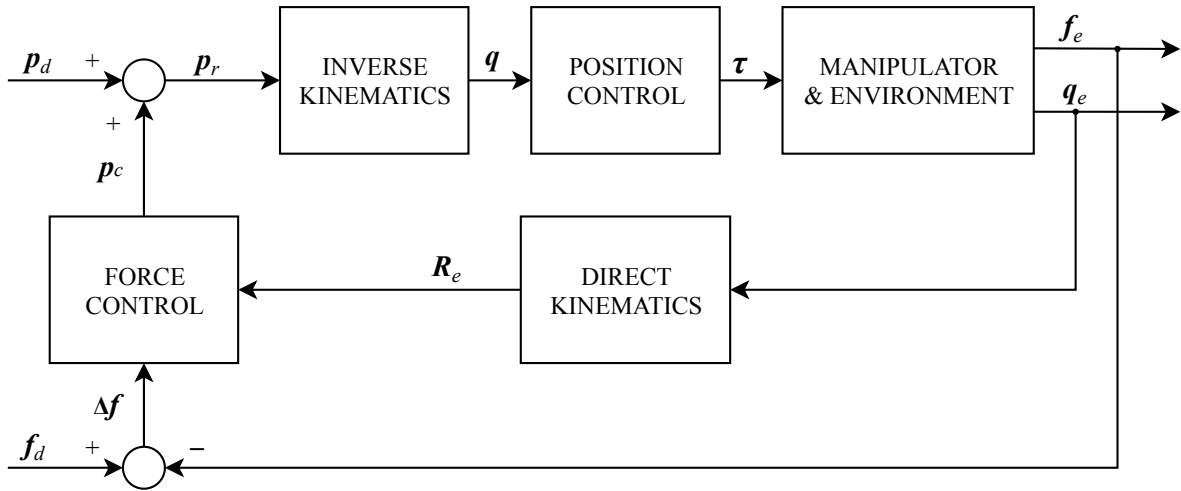 p_d
+
+
p_r
INVERSE
KINEMATICS
q
POSITION
CONTROL
τ
MANIPULATOR
& ENVIRONMENT
f_e
q_e
p_c
FORCE
CONTROL
R_e
DIRECT
KINEMATICS
Δf
f_d
+
−